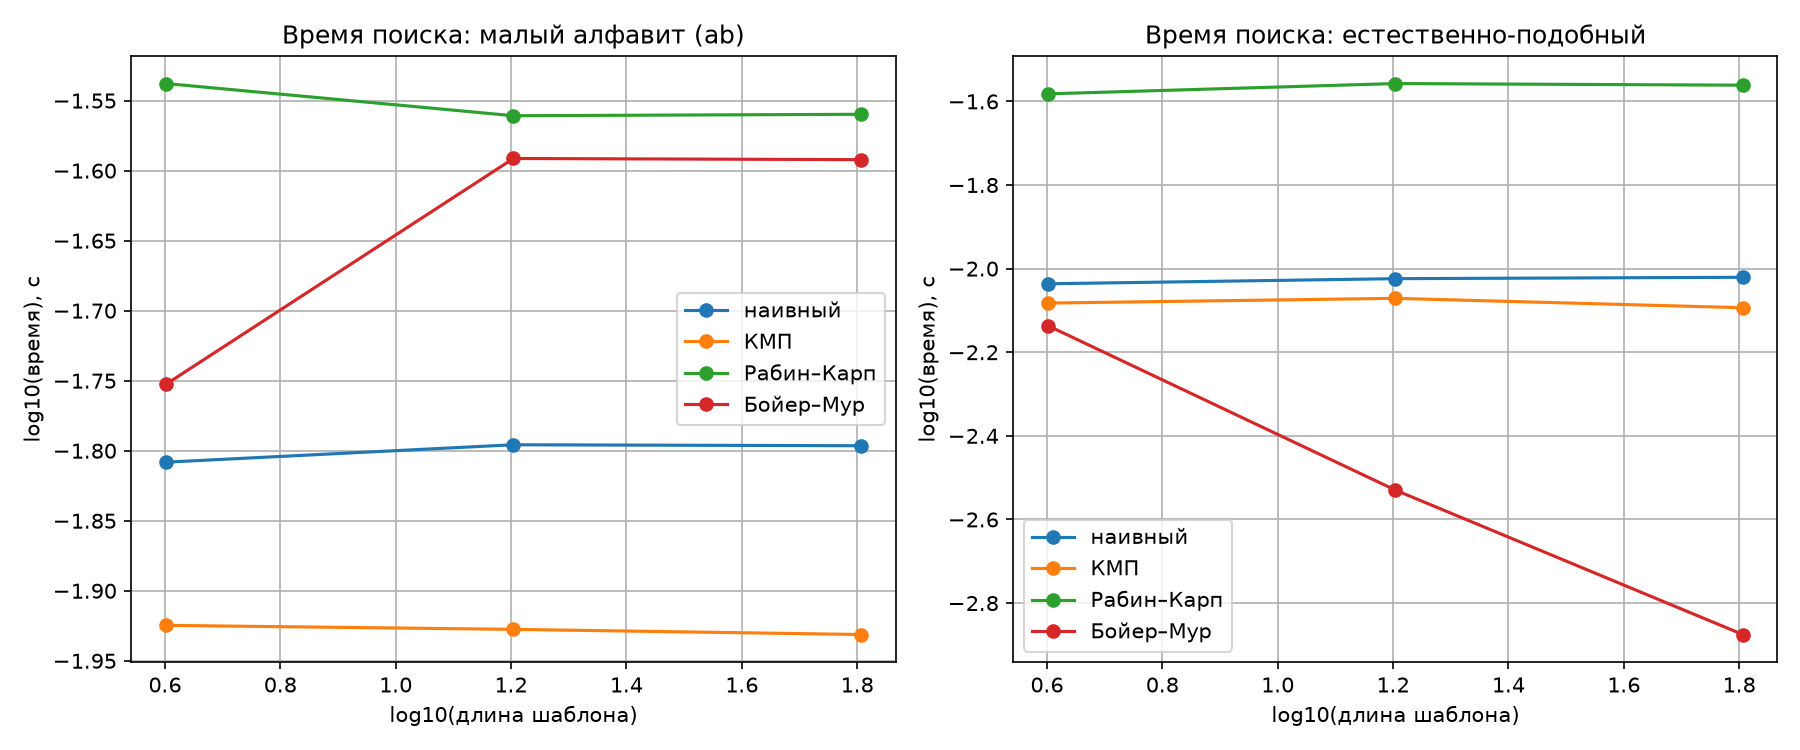 Время поиска: малый алфавит (ab)
−1.55
−1.60
−1.65
−1.70
−1.75
−1.80
−1.85
−1.90
−1.95
log10(время), с
0.6 0.8 1.0 1.2 1.4 1.6 1.8
log10(длина шаблона)
наивный
КМП
Рабин–Карп
Бойер–Мур
Время поиска: естественно-подобный
−1.6
−1.8
−2.0
−2.2
−2.4
−2.6
−2.8
log10(время), с
0.6 0.8 1.0 1.2 1.4 1.6 1.8
log10(длина шаблона)
наивный
КМП
Рабин–Карп
Бойер–Мур